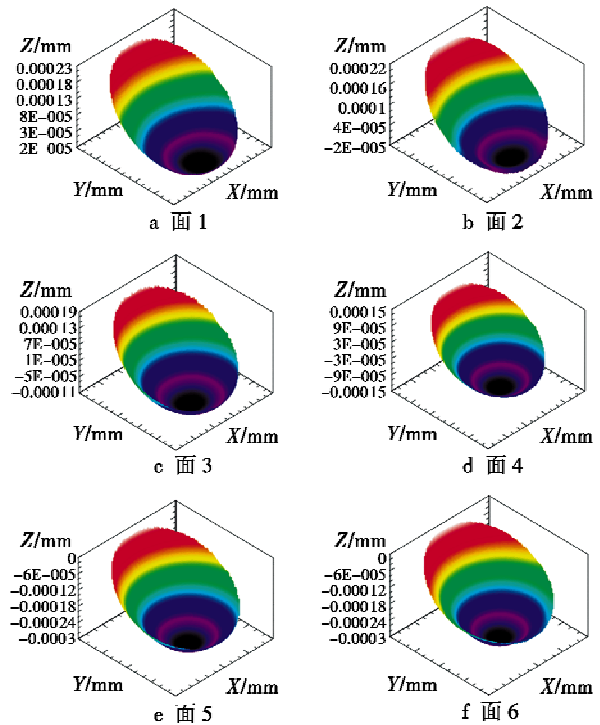 Z/mm
0.00023
0.00018
0.00013
8E-005
3E-005
2E 005
Y/mm
X/mm
a 面 1
Z/mm
0.00022
0.00016
0.0001
4E-005
-2E-005
Y/mm
X/mm
b 面 2
Z/mm
0.00019
0.00013
7E-005
1E-005
-5E-005
-0.00011
Y/mm
X/mm
c 面 3
Z/mm
0.00015
9E-005
3E-005
-3E-005
-9E-005
-0.00015
Y/mm
X/mm
d 面 4
Z/mm
0
-6E-005
-0.00012
-0.00018
-0.00024
-0.0003
Y/mm
X/mm
e 面 5
Z/mm
0
-6E-005
-0.00012
-0.00018
-0.00024
-0.0003
Y/mm
X/mm
f 面 6